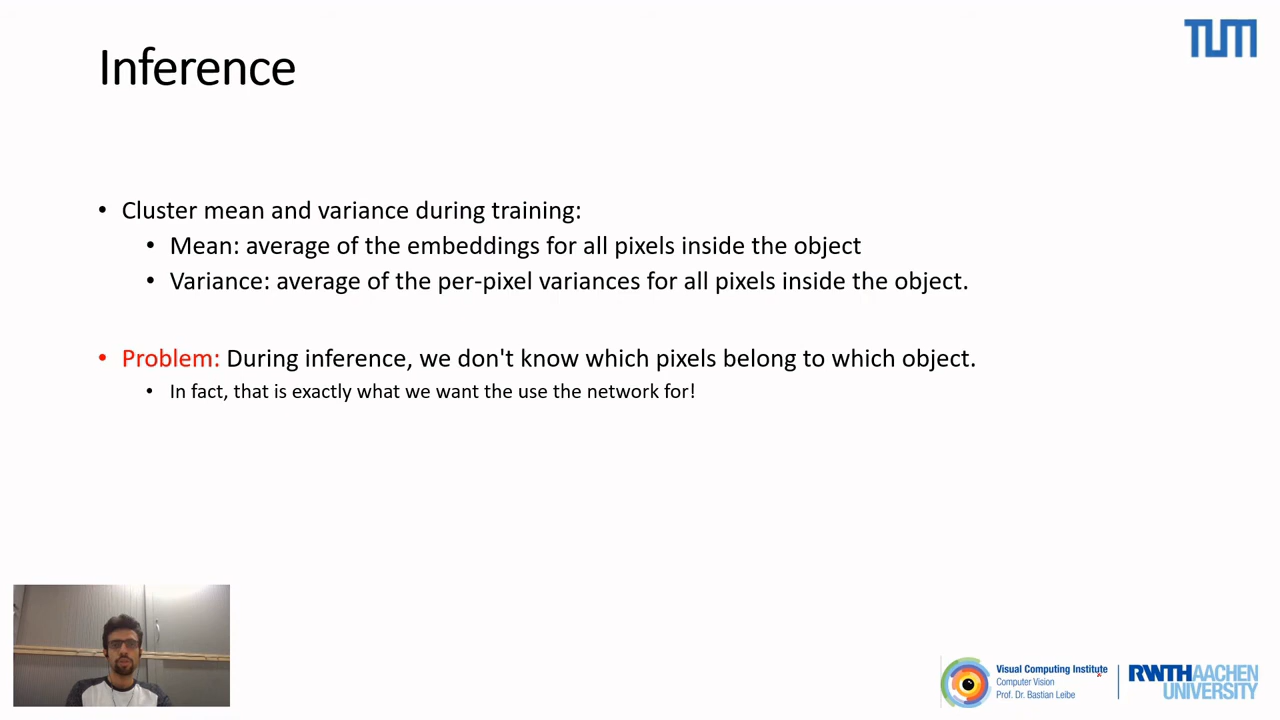 Inference
TUM
• Cluster mean and variance during training:
• Mean: average of the embeddings for all pixels inside the object
• Variance: average of the per-pixel variances for all pixels inside the object.
• Problem: During inference, we don't know which pixels belong to which object.
• In fact, that is exactly what we want the use the network for!
Visual Computing Institute
Computer Vision
Prof. Dr. Bastian Leibe
RWTHAACHEN
UNIVERSITY